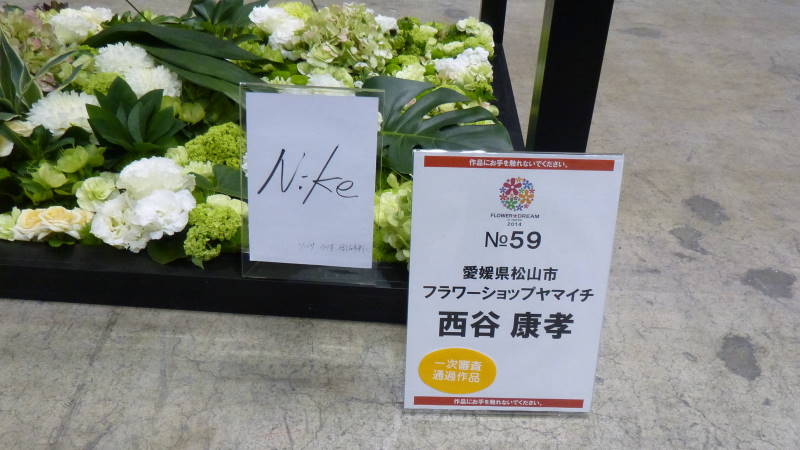 Nike
作品にお手を触れないでください。
FLOWER★DREAM
2014
№59
愛媛県松山市
フラワーショップヤマイチ
西谷 康孝
一次審査
通過作品
作品にお手を触れないでください。